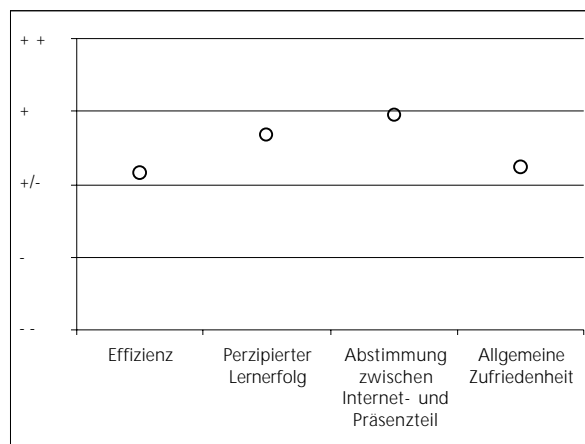 + +
+
+/-
-
- -
Effizienz
Perzipierter
Lernerfolg
Abstimmung
zwischen
Internet- und
Präsenzteil
Allgemeine
Zufriedenheit